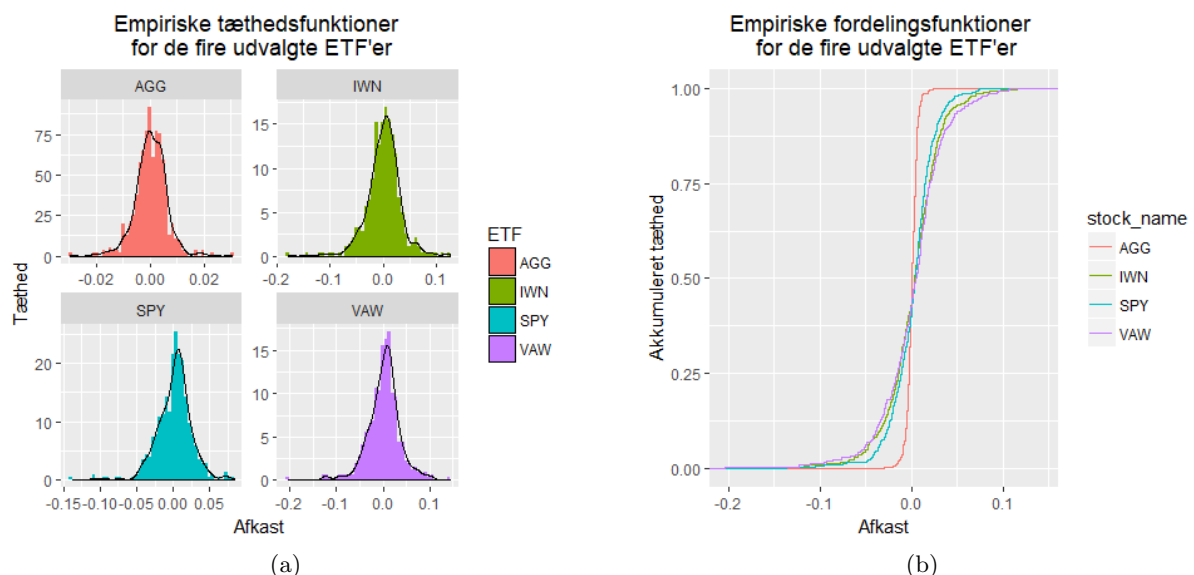 Empiriske tæthedsfunktioner
for de fire udvalgte ETF'er
AGG
IWN
75
50
25
0
-0.02
0.00
0.02
15
10
5
0
-0.2
-0.1
0.0
0.1
SPY
VAW
20
10
0
-0.15
-0.10
-0.05
0.00
0.05
15
10
5
0
-0.2
-0.1
0.0
0.1
Tæthed
Afkast
ETF
AGG
IWN
SPY
VAW
(a)
Empiriske fordelingsfunktioner
for de fire udvalgte ETF'er
1.00
0.75
0.50
0.25
0.00
-0.2
-0.1
0.0
0.1
Akkumuleret tæthed
Afkast
stock_name
AGG
IWN
SPY
VAW
(b)